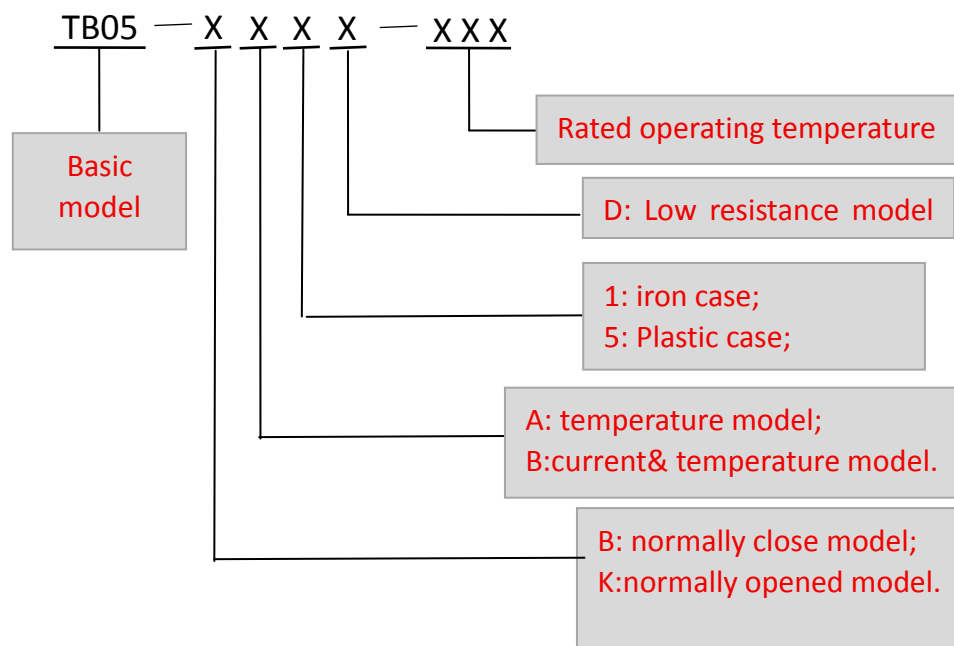 TB05 — X X X X — X X X
Rated operating temperature
Basic
model
D: Low resistance model
1: iron case;
5: Plastic case;
A: temperature model;
B:current& temperature model.
B: normally close model;
K:normally opened model.